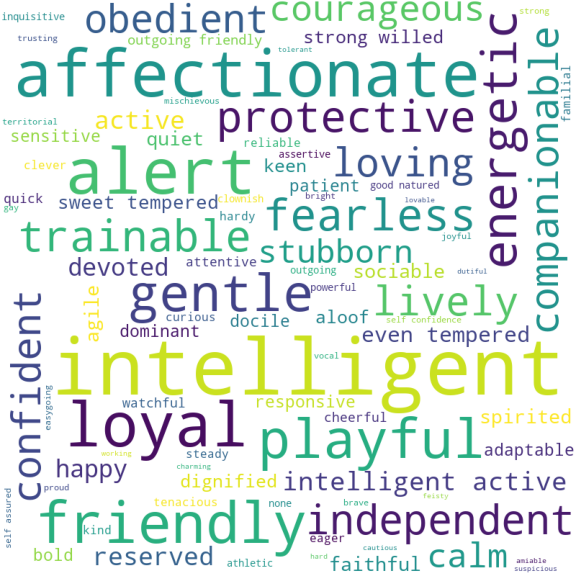 inquisitive
obedient
courageous
strong
trusting
outgoing friendly
strong willed
tolerant
affectionate
energetic
companionable
familial
mischievous
territorial
active
protective
sensitive
quiet
reliable
clever
alert
assertive
keen
loving
patient
good natured
quick
sweet tempered
clownish
bright
lovable
gay
hardy
fearless
joyful
trainable
stubborn
devoted
attentive
outgoing
sociable
dutiful
gentle
powerful
lively
agile
curious
docile
aloof
self confidence
dominant
even tempered
confident
intelligent
vocal
easygoing
watchful
responsive
loyal
cheerful
spirited
playful
adaptable
working
steady
happy
charming
dignified
intelligent active
proud
self assured
tenacious
none
brave
feisty
friendly
independent
kind
eager
bold
reserved
athletic
hard
cautious
faithful
calm
amiable
suspicious